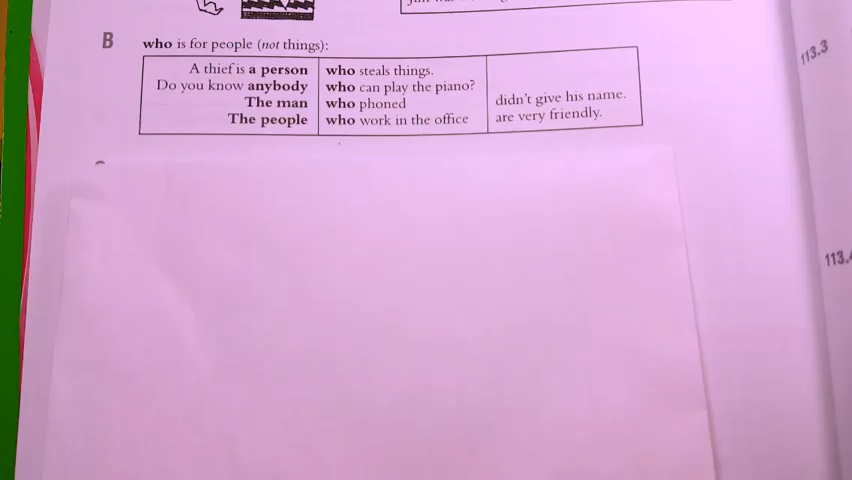 B who is for people (not things):
A thief is a person who steals things.
Do you know anybody who can play the piano?
The man who phoned didn't give his name.
The people who work in the office are very friendly.
113.3
113.